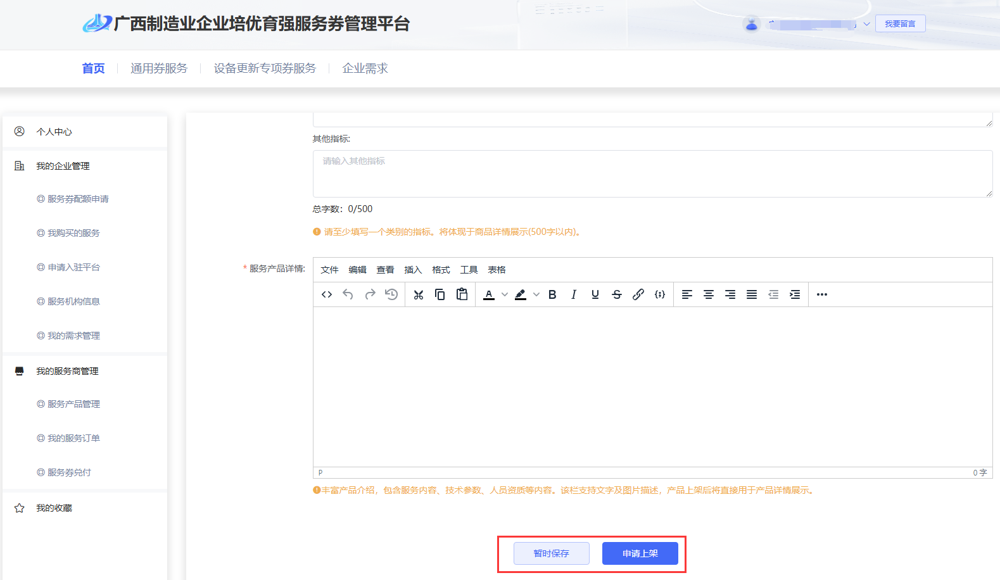 广西制造业企业培优育强服务券管理平台
我要留言
首页
通用券服务
设备更新专项券服务
企业需求
个人中心
我的企业管理
服务券配额申请
我购买的服务
申请入驻平台
服务机构信息
我的需求管理
我的服务商管理
服务产品管理
我的服务订单
服务券兑付
我的收藏
其他指标:
请输入其他指标
总字数：0/500
请至少填写一个类别的指标。将体现于商品详情展示(500字以内)。
* 服务产品详情:
文件 编辑 查看 插入 格式 工具 表格
P
0 字
丰富产品介绍，包含服务内容、技术参数、人员资质等内容。该栏支持文字及图片描述，产品上架后将直接用于产品详情展示。
暂时保存
申请上架